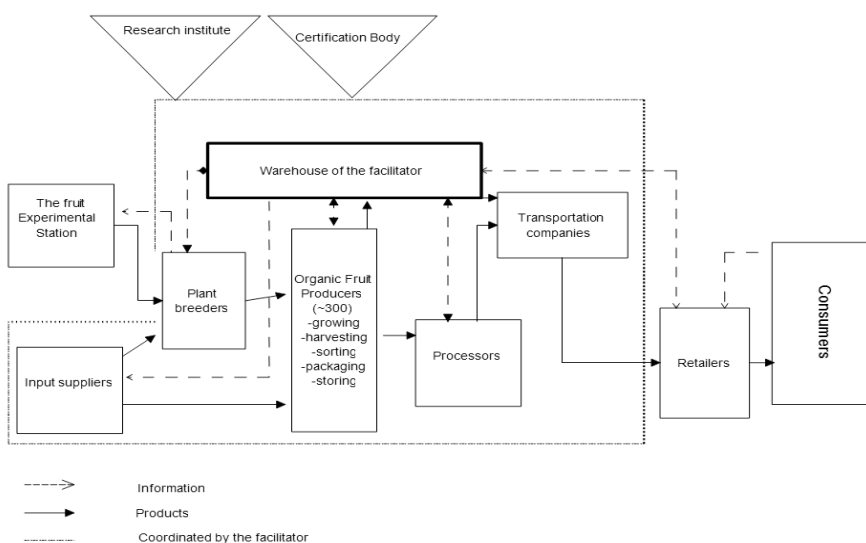 Research institute
Certification Body
Warehouse of the facilitator
The fruit
Experimental
Station
Transportation
companies
Plant
breeders
Organic Fruit
Producers
(~300)
-growing
-harvesting
-sorting
-packaging
-storing
Input suppliers
Processors
Retailers
Consumers
Information
Products
Coordinated by the facilitator